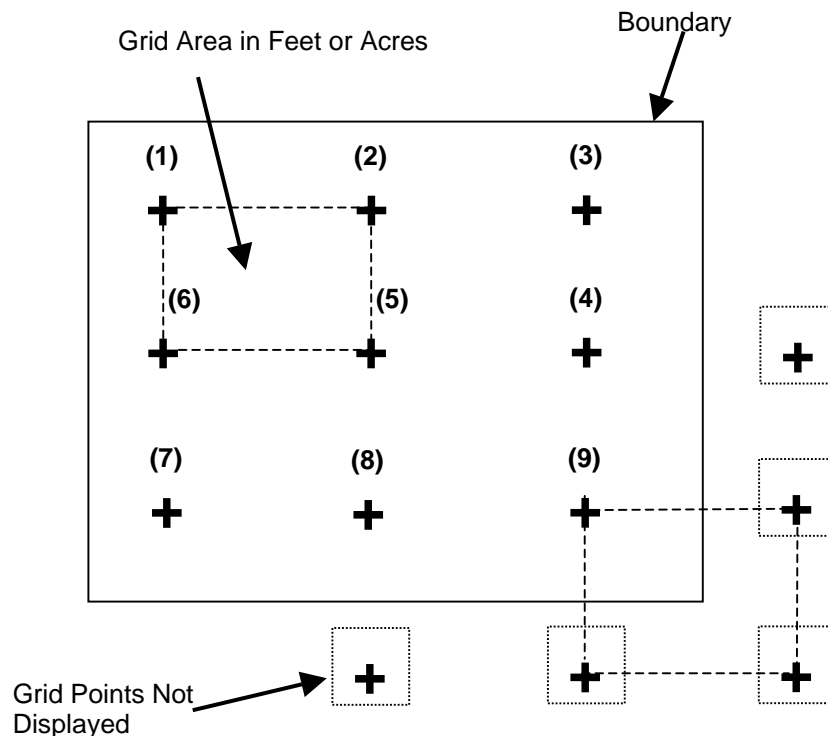 Boundary
Grid Area in Feet or Acres
(1) (2) (3)
(6) (5) (4)
(7) (8) (9)
Grid Points Not
Displayed